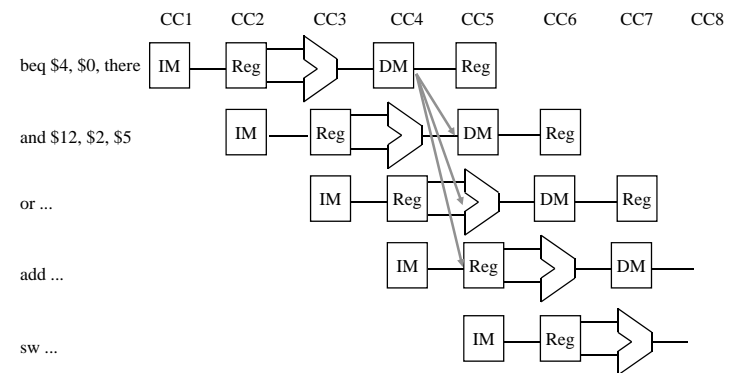 CC1 CC2 CC3 CC4 CC5 CC6 CC7 CC8
beq $4, $0, there IM Reg DM Reg
and $12, $2, $5 IM Reg DM Reg
or ... IM Reg DM Reg
add ... IM Reg DM
sw ... IM Reg